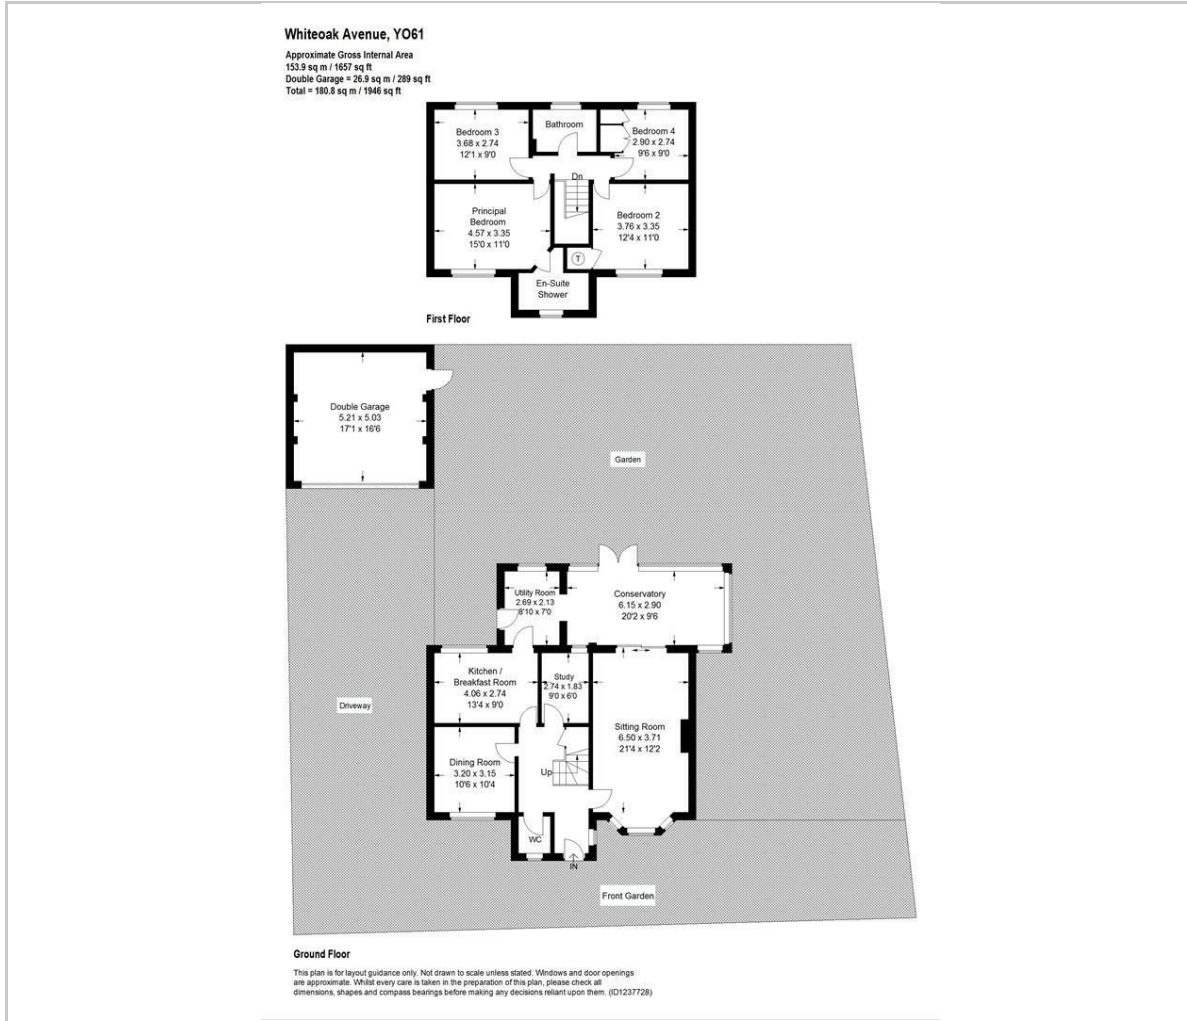 Whiteoak Avenue, YO61
Approximate Gross Internal Area
153.9 sq m / 1657 sq ft
Double Garage = 26.9 sq m / 289 sq ft
Total = 180.8 sq m / 1946 sq ft
Bedroom 3
3.68 x 2.74
12'1 x 9'0
Bathroom
Bedroom 4
2.90 x 2.74
9'6 x 9'0
Dn
Principal
Bedroom
4.57 x 3.35
15'0 x 11'0
Bedroom 2
3.76 x 3.35
12'4 x 11'0
T
En-Suite
Shower
First Floor
Double Garage
5.21 x 5.03
17'1 x 16'6
Garden
Utility Room
2.69 x 2.13
8'10 x 7'0
Conservatory
6.15 x 2.90
20'2 x 9'6
Kitchen /
Breakfast Room
4.06 x 2.74
13'4 x 9'0
Study
2.74 x 1.83
9'0 x 6'0
Driveway
Sitting Room
6.50 x 3.71
21'4 x 12'2
Dining Room
3.20 x 3.15
10'6 x 10'4
Up
WC
IN
Front Garden
Ground Floor
This plan is for layout guidance only. Not drawn to scale unless stated. Windows and door openings
are approximate. Whilst every care is taken in the preparation of this plan, please check all
dimensions, shapes and compass bearings before making any decisions reliant upon them. (ID1237728)